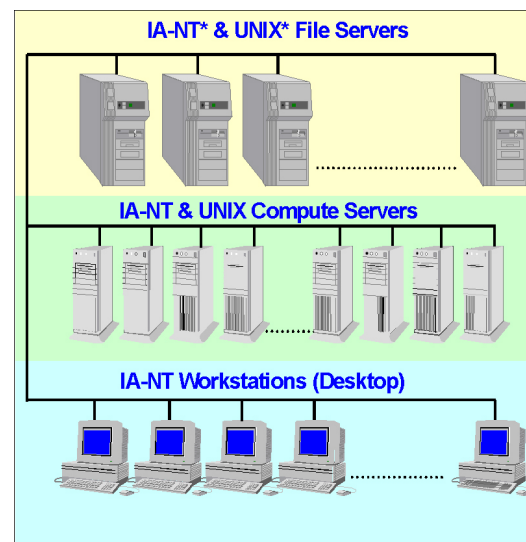 IA-NT* & UNIX* File Servers
IA-NT & UNIX Compute Servers
IA-NT Workstations (Desktop)